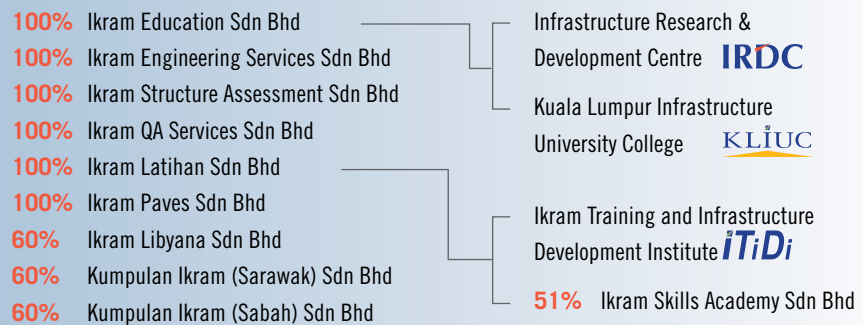 100% Ikram Education Sdn Bhd
100% Ikram Engineering Services Sdn Bhd
100% Ikram Structure Assessment Sdn Bhd
100% Ikram QA Services Sdn Bhd
100% Ikram Latihan Sdn Bhd
100% Ikram Paves Sdn Bhd
60% Ikram Libyana Sdn Bhd
60% Kumpulan Ikram (Sarawak) Sdn Bhd
60% Kumpulan Ikram (Sabah) Sdn Bhd
Infrastructure Research &
Development Centre IRDC
Kuala Lumpur Infrastructure
University College KLIUC
Ikram Training and Infrastructure
Development Institute iTiDi
51% Ikram Skills Academy Sdn Bhd